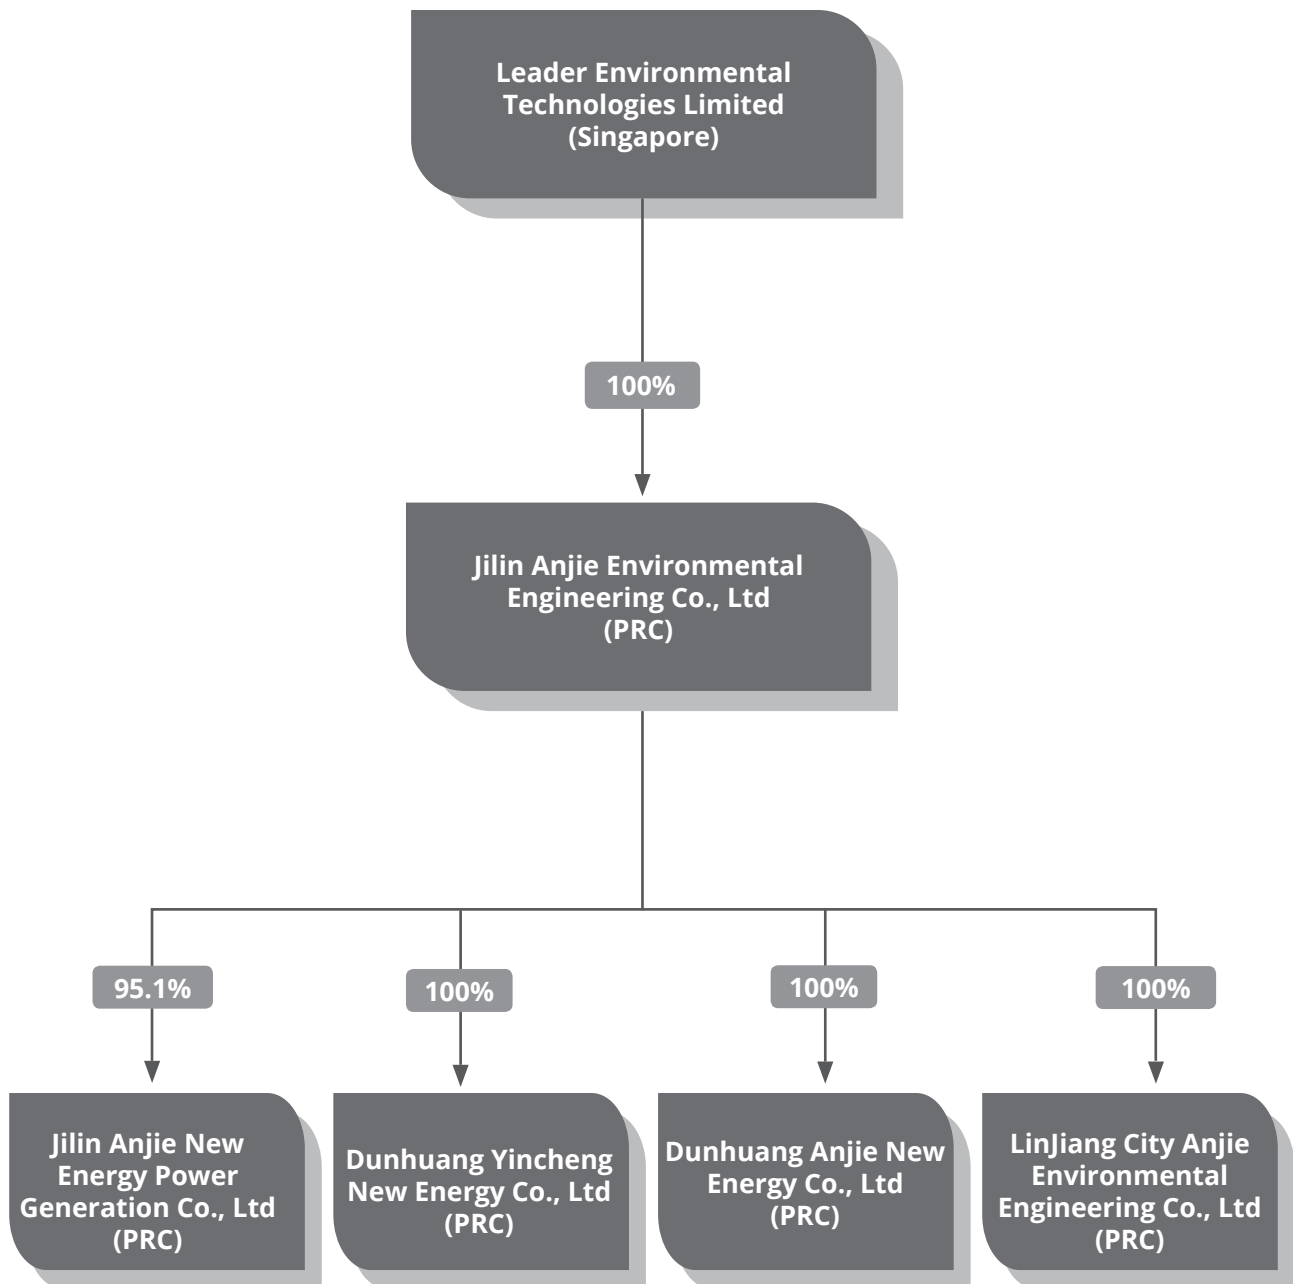 Leader Environmental
Technologies Limited
(Singapore)
100%
Jilin Anjie Environmental
Engineering Co., Ltd
(PRC)
95.1%
100%
100%
100%
Jilin Anjie New
Energy Power
Generation Co., Ltd
(PRC)
Dunhuang Yincheng
New Energy Co., Ltd
(PRC)
Dunhuang Anjie New
Energy Co., Ltd
(PRC)
LinJiang City Anjie
Environmental
Engineering Co., Ltd
(PRC)